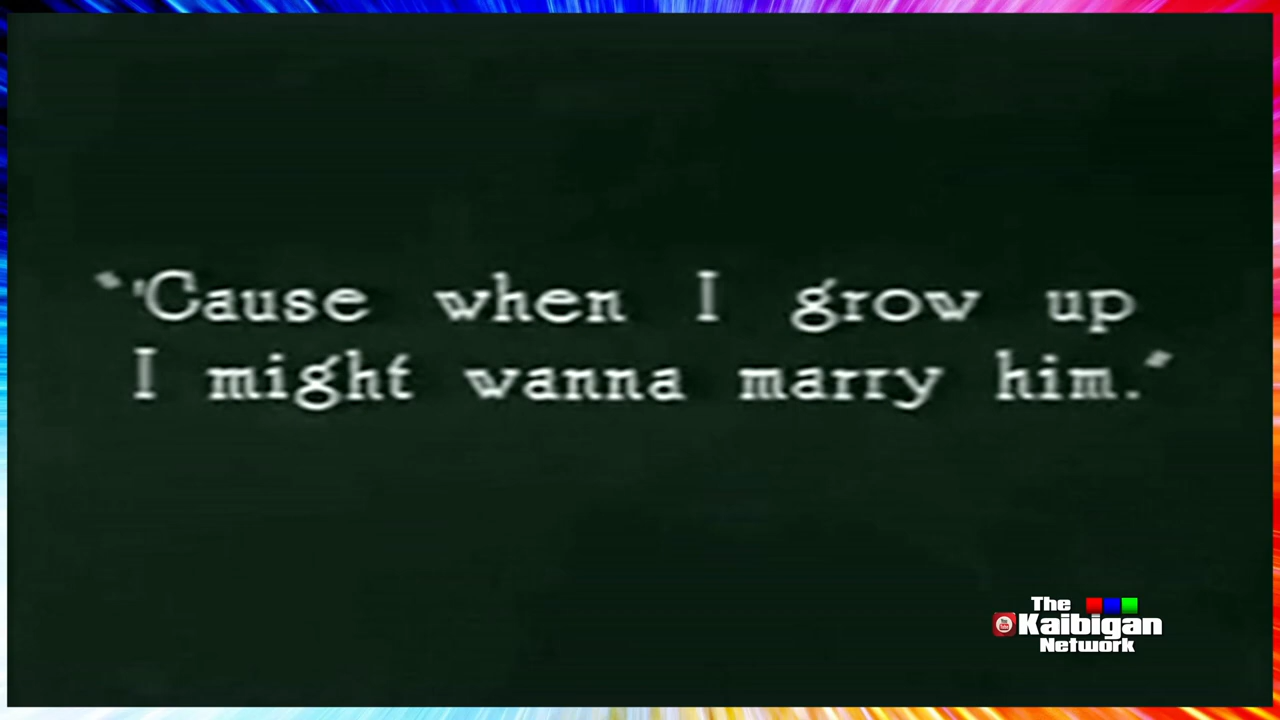 "'Cause when I grow up
I might wanna marry him."
The
Kaibigan
Network